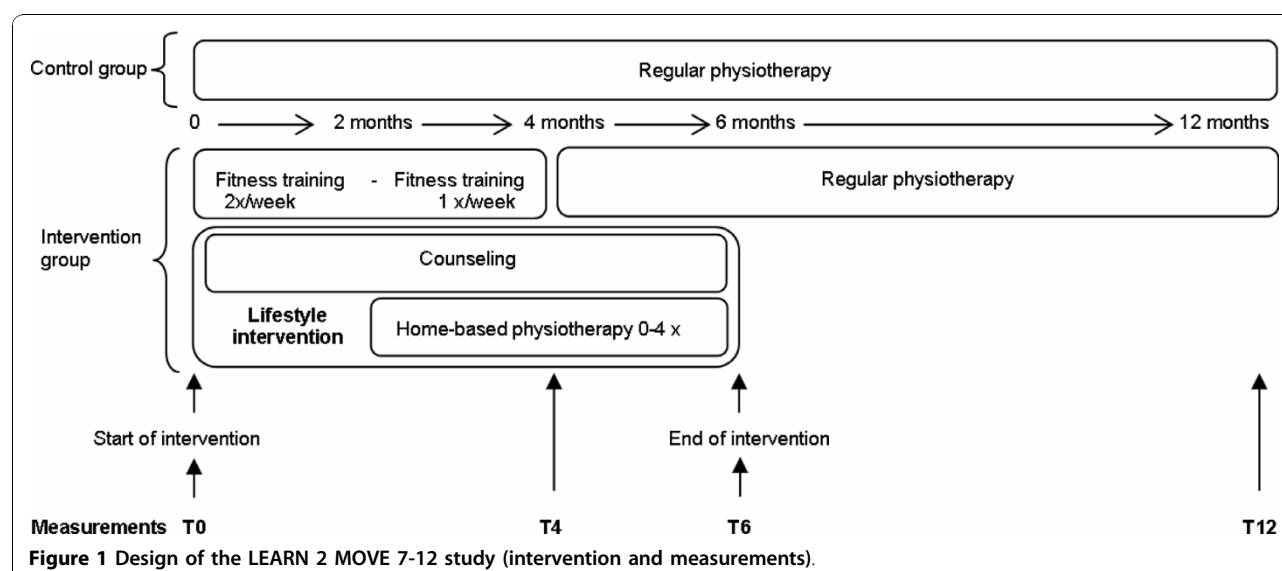 Control group
Regular physiotherapy
0 2 months 4 months 6 months 12 months
Fitness training - Fitness training
2x/week 1 x/week
Regular physiotherapy
Intervention
group
Counseling
Lifestyle
intervention
Home-based physiotherapy 0-4 x
Start of intervention
End of intervention
Measurements T0 T4 T6 T12
Figure 1 Design of the LEARN 2 MOVE 7-12 study (intervention and measurements).